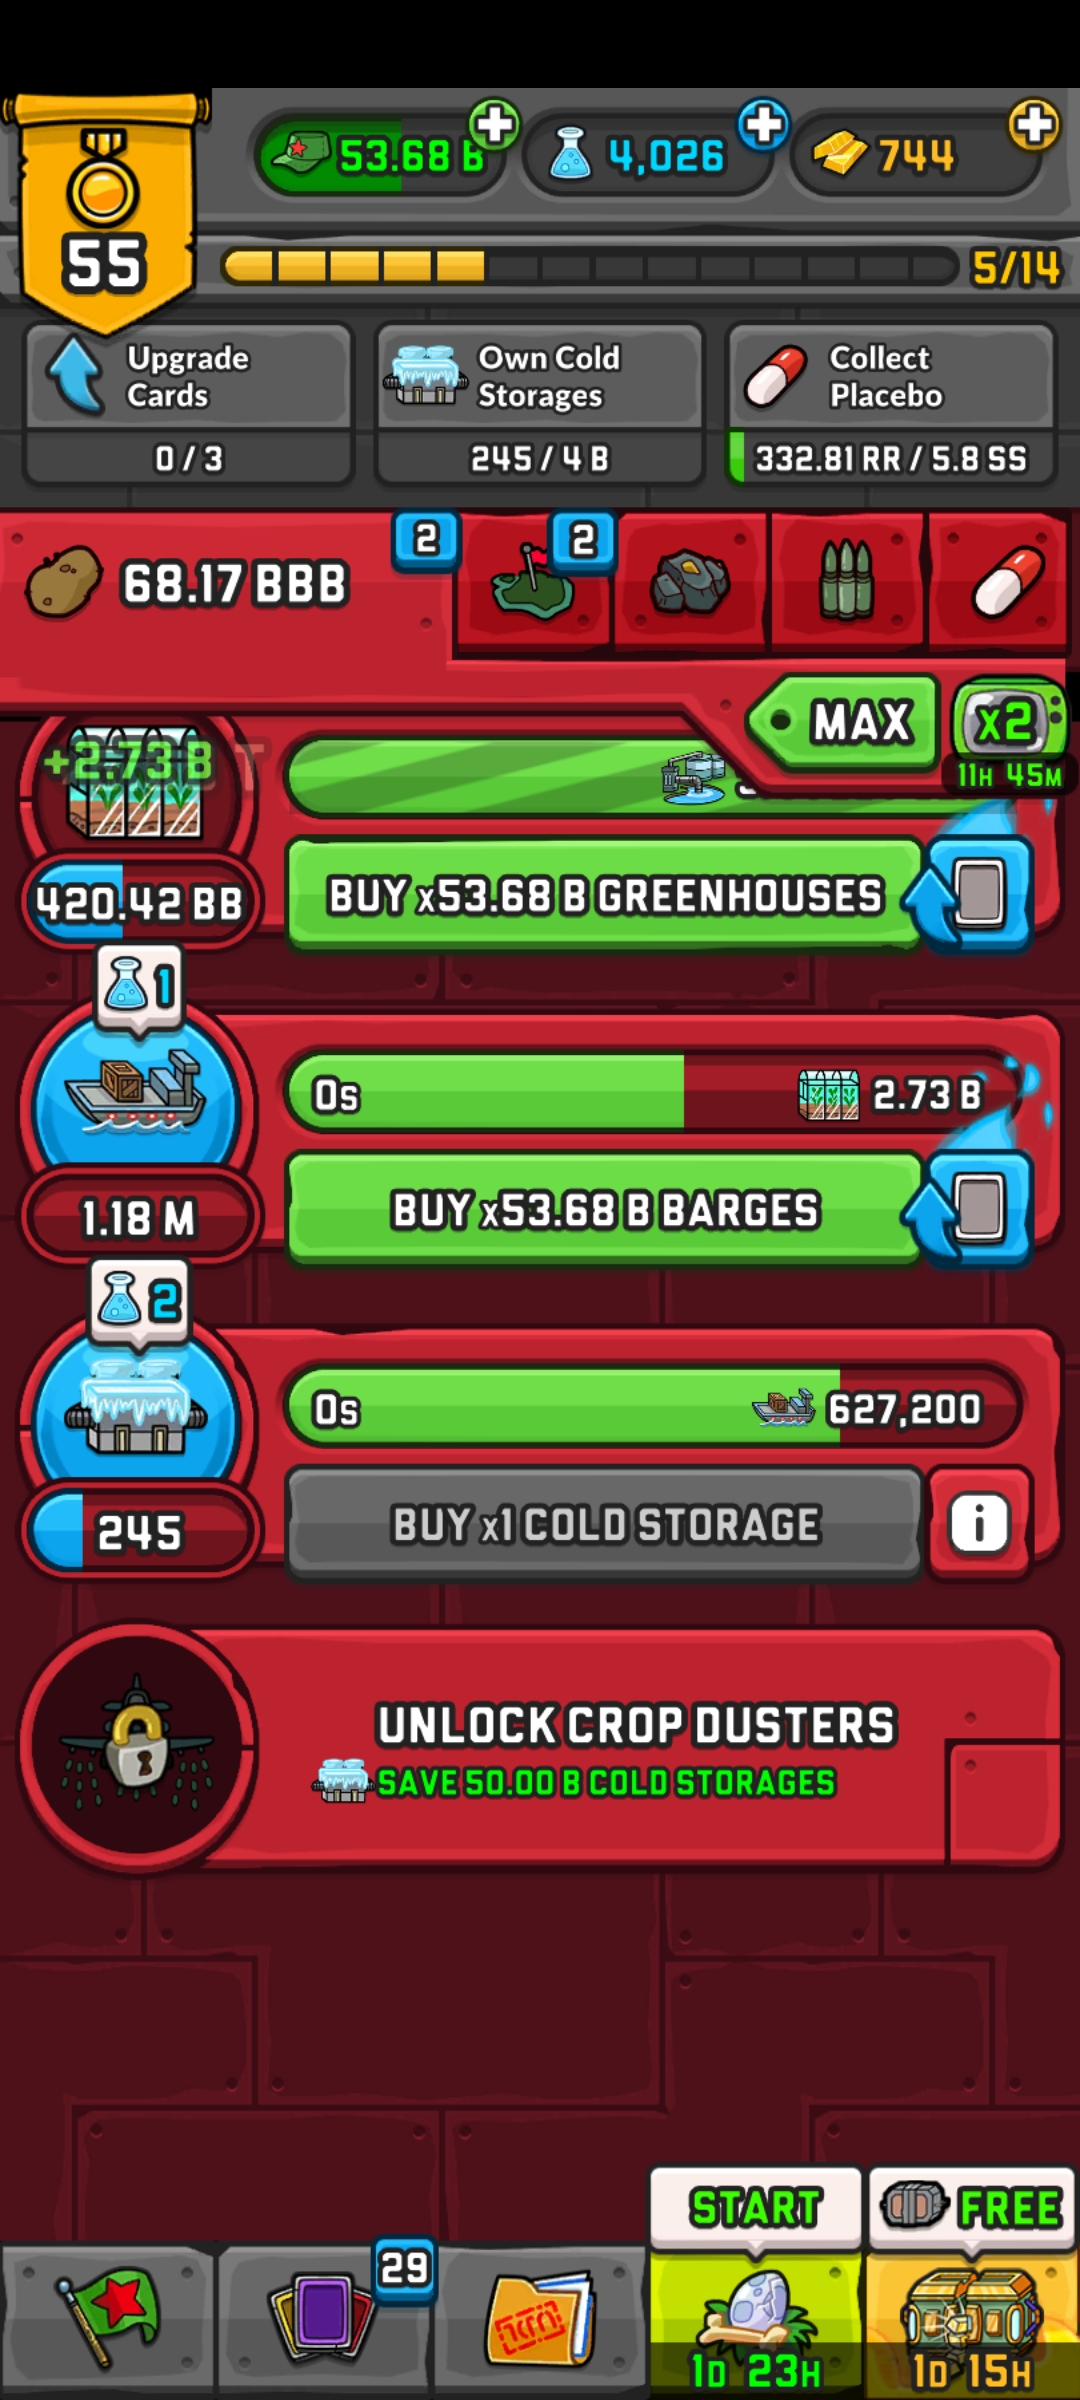 53.68 B
4,026
744
55
5/14
Upgrade
Cards
0 / 3
Own Cold
Storages
245 / 4 B
Collect
Placebo
332.81 RR / 5.8 SS
68.17 BBB
2
2
MAX
x2
11H 45M
+2.73 B
420.42 BB
BUY x53.68 B GREENHOUSES
1
0s
2.73 B
1.18 M
BUY x53.68 B BARGES
2
0s
627,200
245
BUY x1 COLD STORAGE
i
UNLOCK CROP DUSTERS
SAVE 50.00 B COLD STORAGES
START
FREE
29
1D 23H
1D 15H